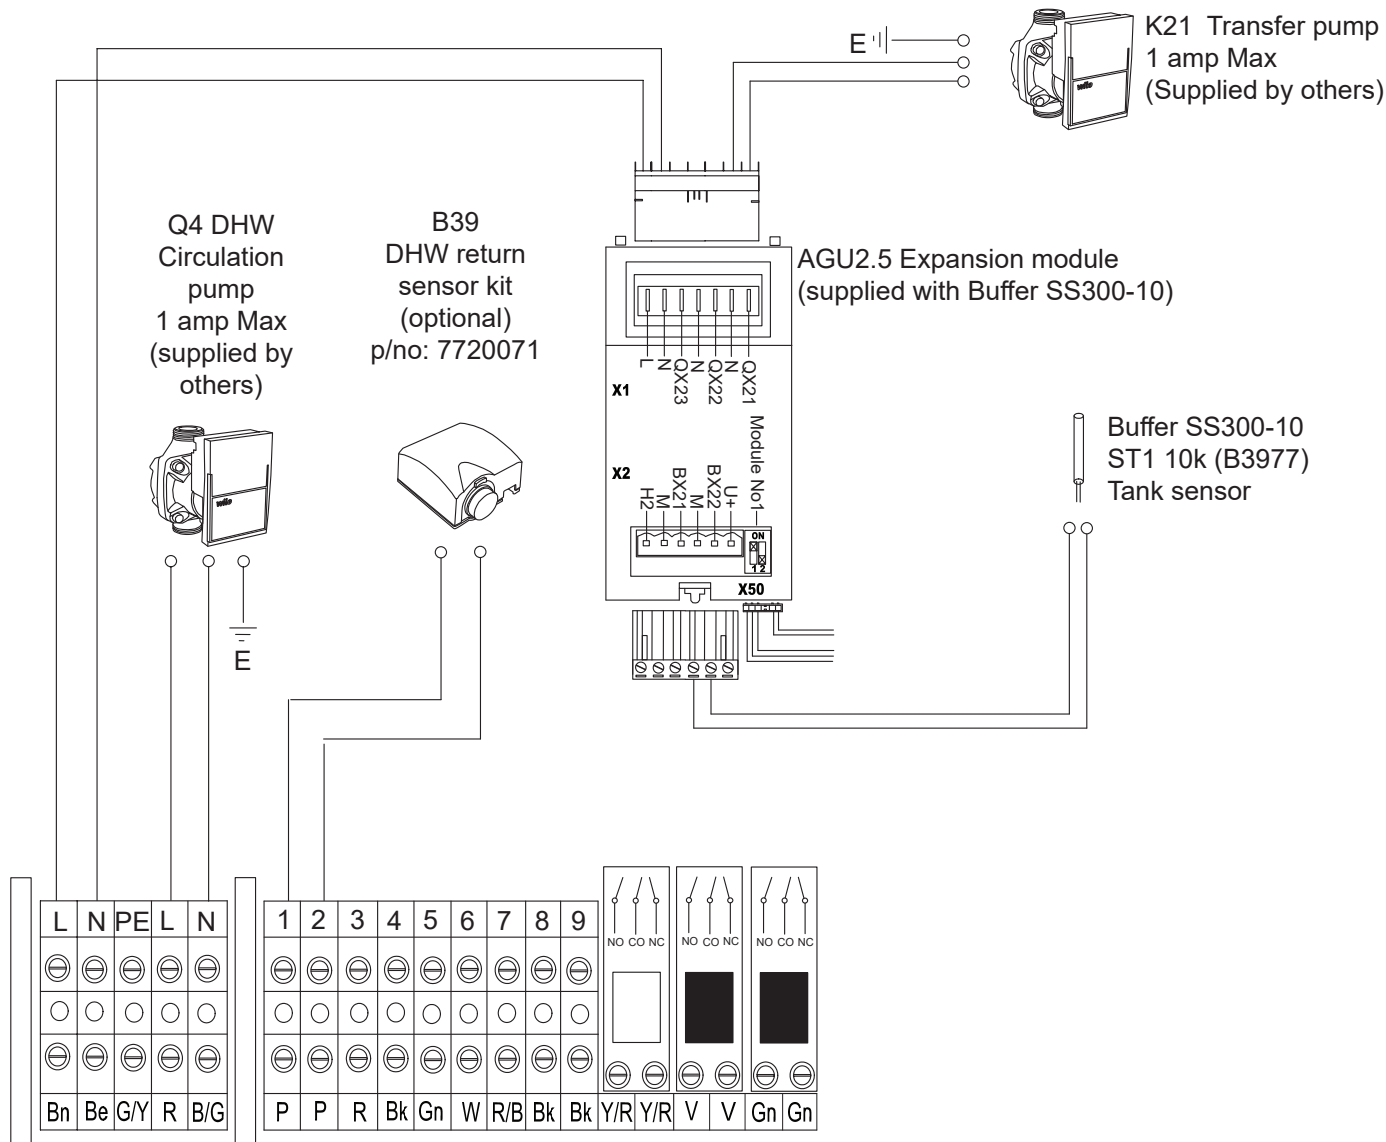 K21 Transfer pump
1 amp Max
(Supplied by others)
E
wilo
Q4 DHW
Circulation
pump
1 amp Max
(supplied by
others)
B39
DHW return
sensor kit
(optional)
p/no: 7720071
AGU2.5 Expansion module
(supplied with Buffer SS300-10)
L N QX23 N QX22 N QX21
X1
Module No1
X2
H2 M BX21 M BX22 U+
ON
1 2
X50
Buffer SS300-10
ST1 10k (B3977)
Tank sensor
wilo
E
L N PE L N
1 2 3 4 5 6 7 8 9
NO CO NC NO CO NC NO CO NC
Bn Be G/Y R B/G P P R Bk Gn W R/B Bk Bk Y/R Y/R V V Gn Gn